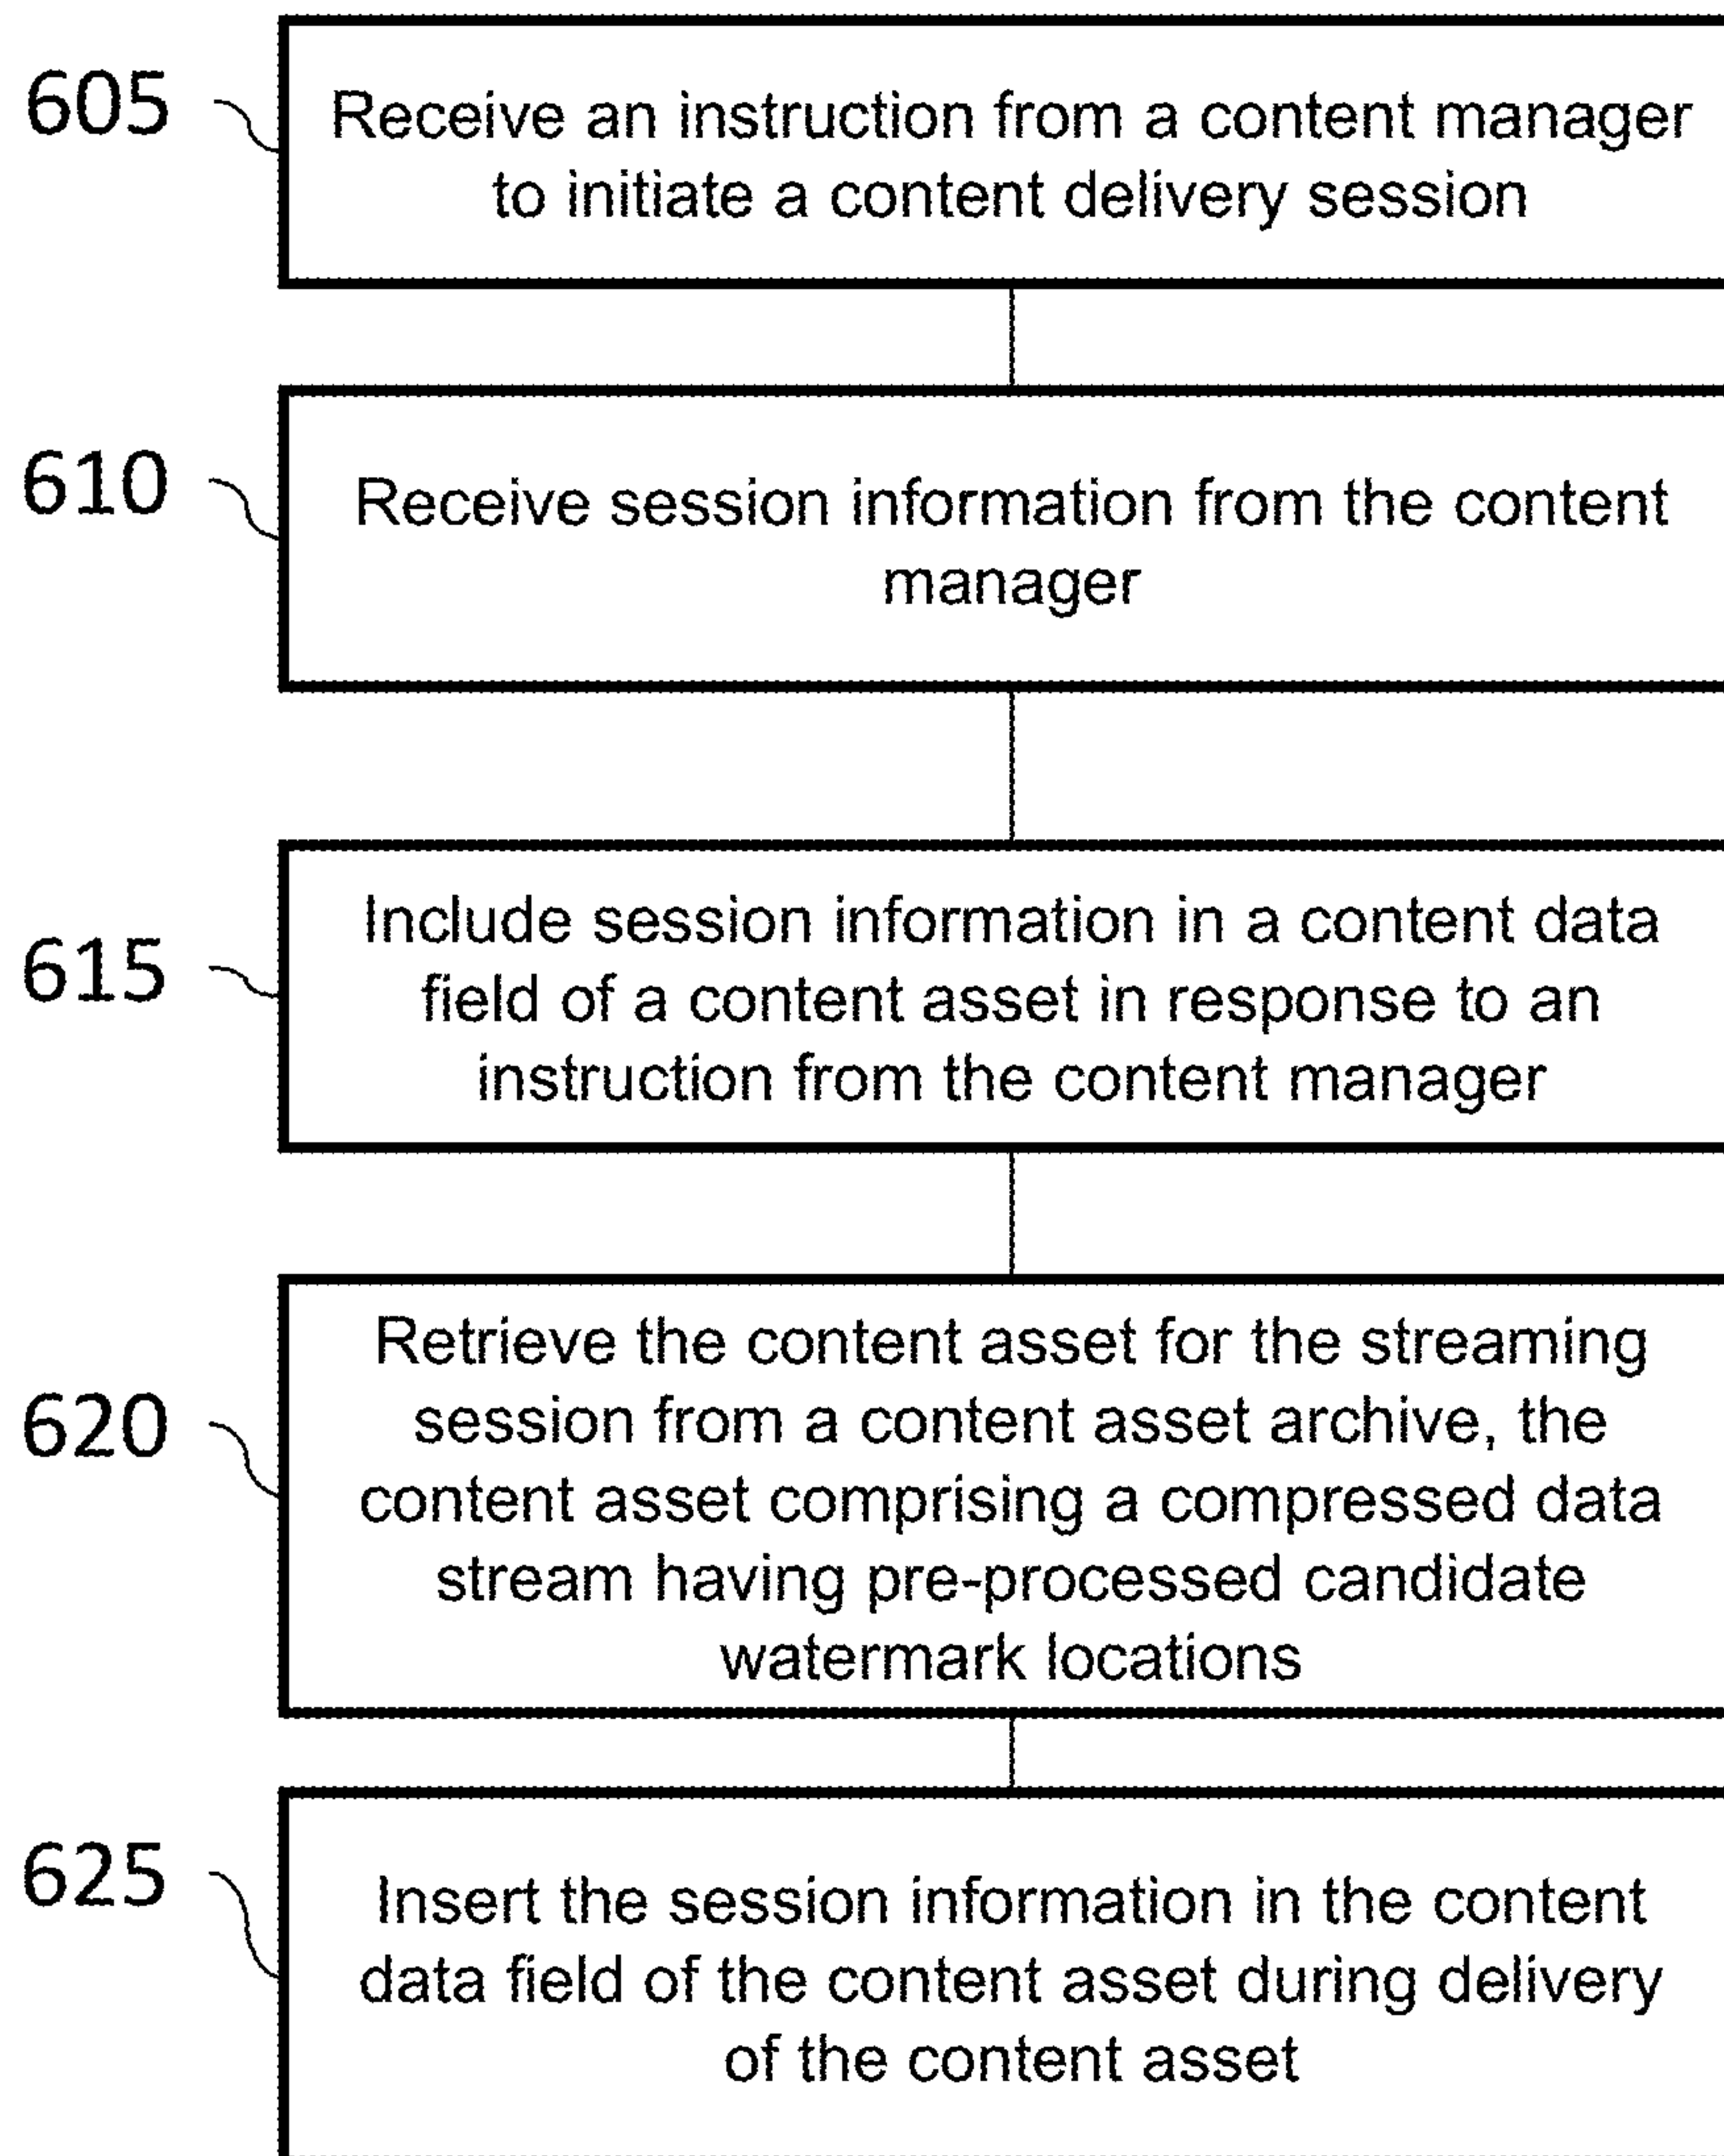 605
Receive an instruction from a content manager
to initiate a content delivery session
610
Receive session information from the content
manager
615
Include session information in a content data
field of a content asset in response to an
instruction from the content manager
620
Retrieve the content asset for the streaming
session from a content asset archive, the
content asset comprising a compressed data
stream having pre-processed candidate
watermark locations
625
Insert the session information in the content
data field of the content asset during delivery
of the content asset